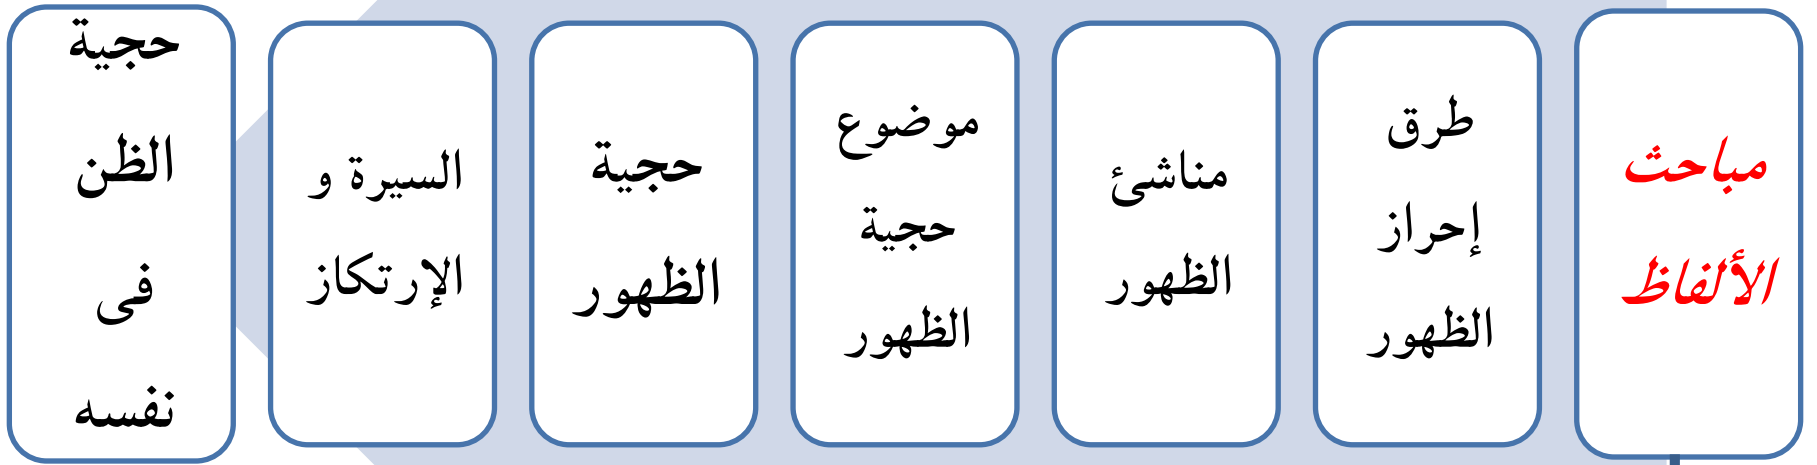 مباحث
الألفاظ
طرق
إحراز
الظهور
مناشئ
الظهور
موضوع
حجية
الظهور
حجية
الظهور
السيرة و
الإرتكاز
حجية
الظن
فى
نفسه